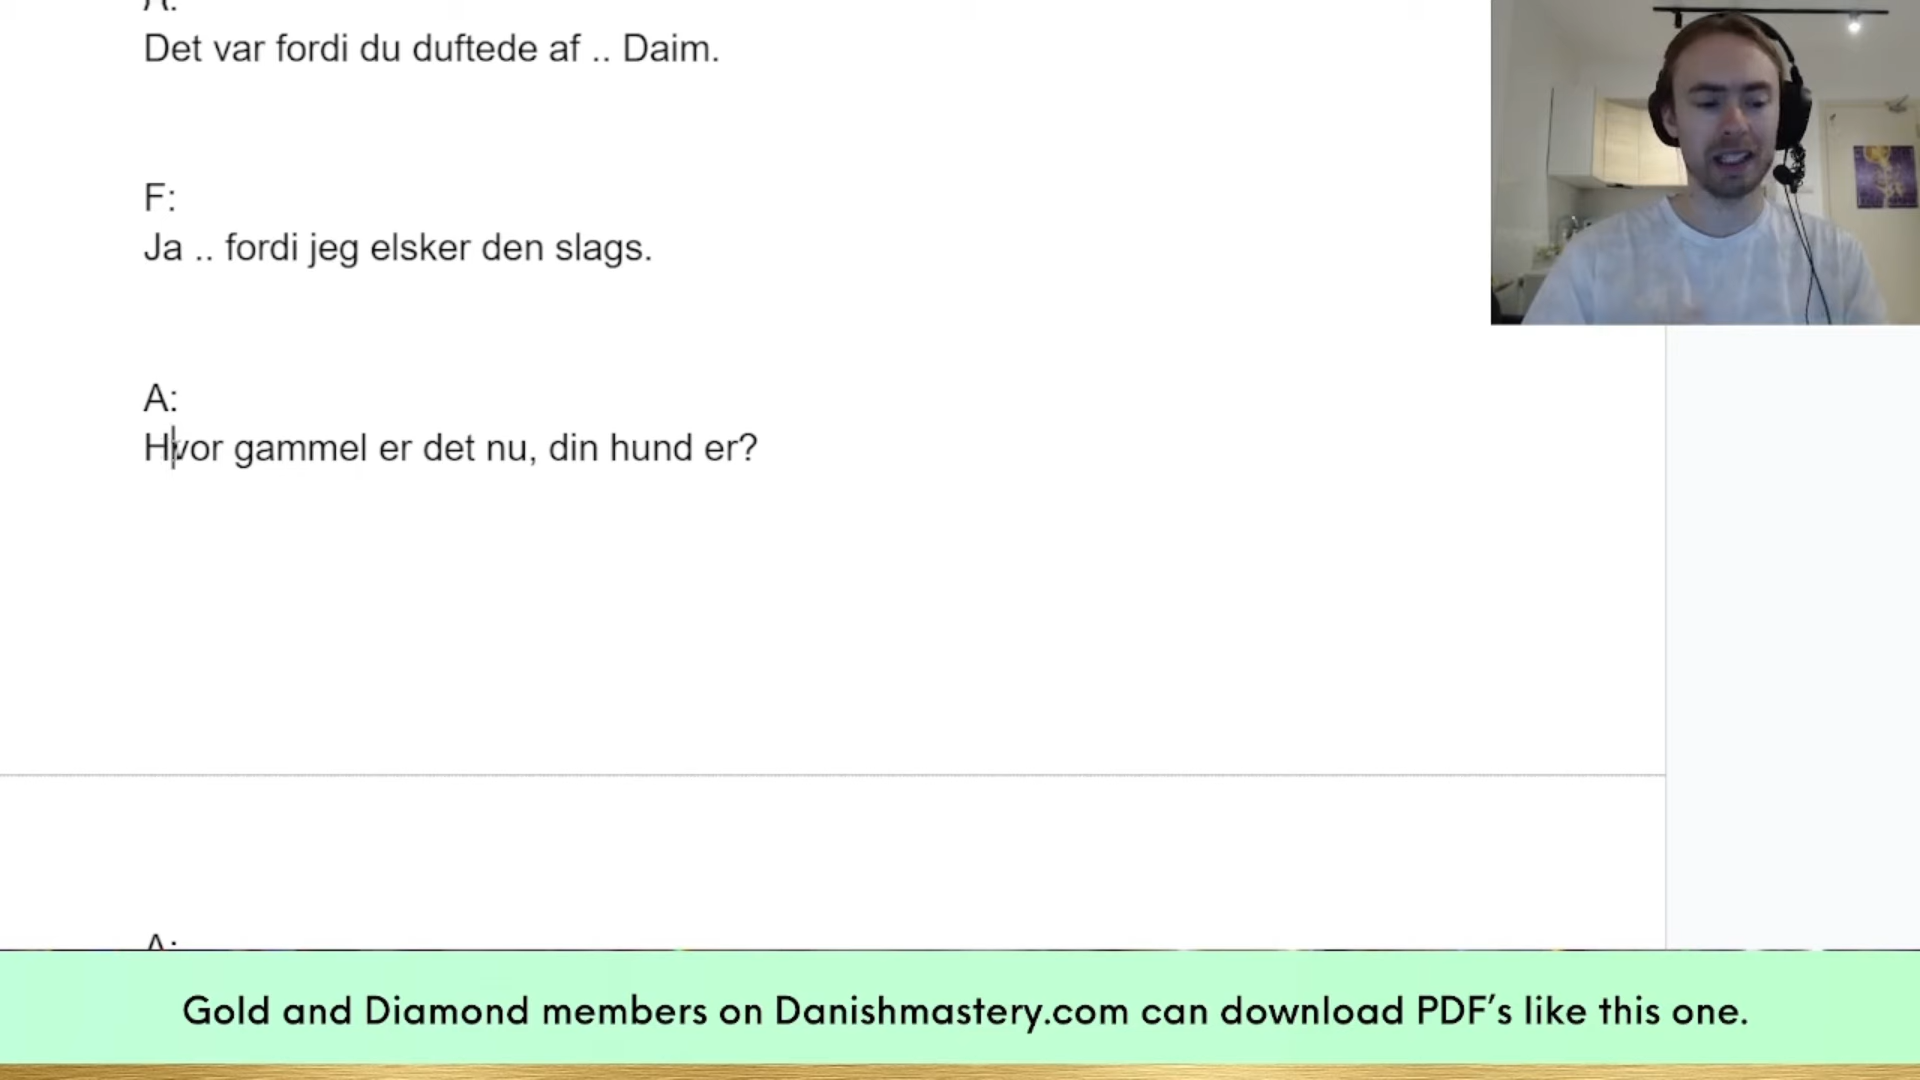 A:
Det var fordi du duftede af .. Daim.
F:
Ja .. fordi jeg elsker den slags.
A:
Hvor gammel er det nu, din hund er?
A:
Gold and Diamond members on Danishmastery.com can download PDF’s like this one.